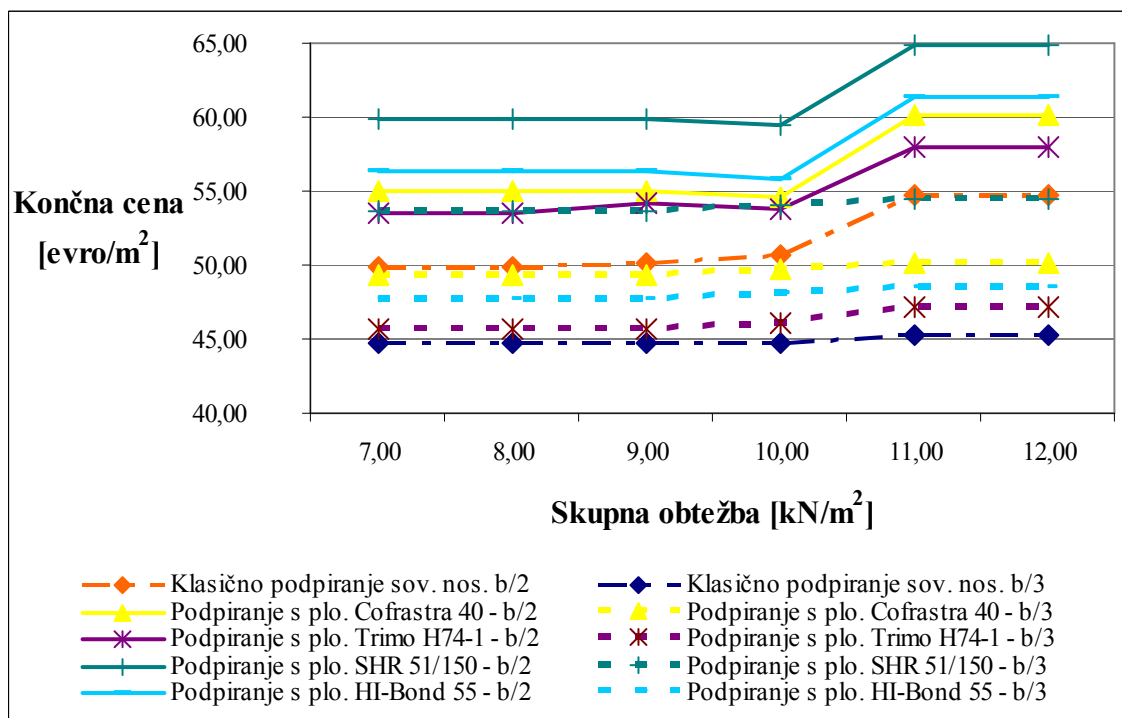 65,00
60,00
55,00
50,00
45,00
40,00
Končna cena
[evro/m²]
7,00 8,00 9,00 10,00 11,00 12,00
Skupna obtežba [kN/m²]
Klasično podpiranje sov. nos. b/2 Klasično podpiranje sov. nos. b/3
Podpiranje s plo. Cofrastra 40 - b/2 Podpiranje s plo. Cofrastra 40 - b/3
Podpiranje s plo. Trimo H74-1 - b/2 Podpiranje s plo. Trimo H74-1 - b/3
Podpiranje s plo. SHR 51/150 - b/2 Podpiranje s plo. SHR 51/150 - b/3
Podpiranje s plo. HI-Bond 55 - b/2 Podpiranje s plo. HI-Bond 55 - b/3